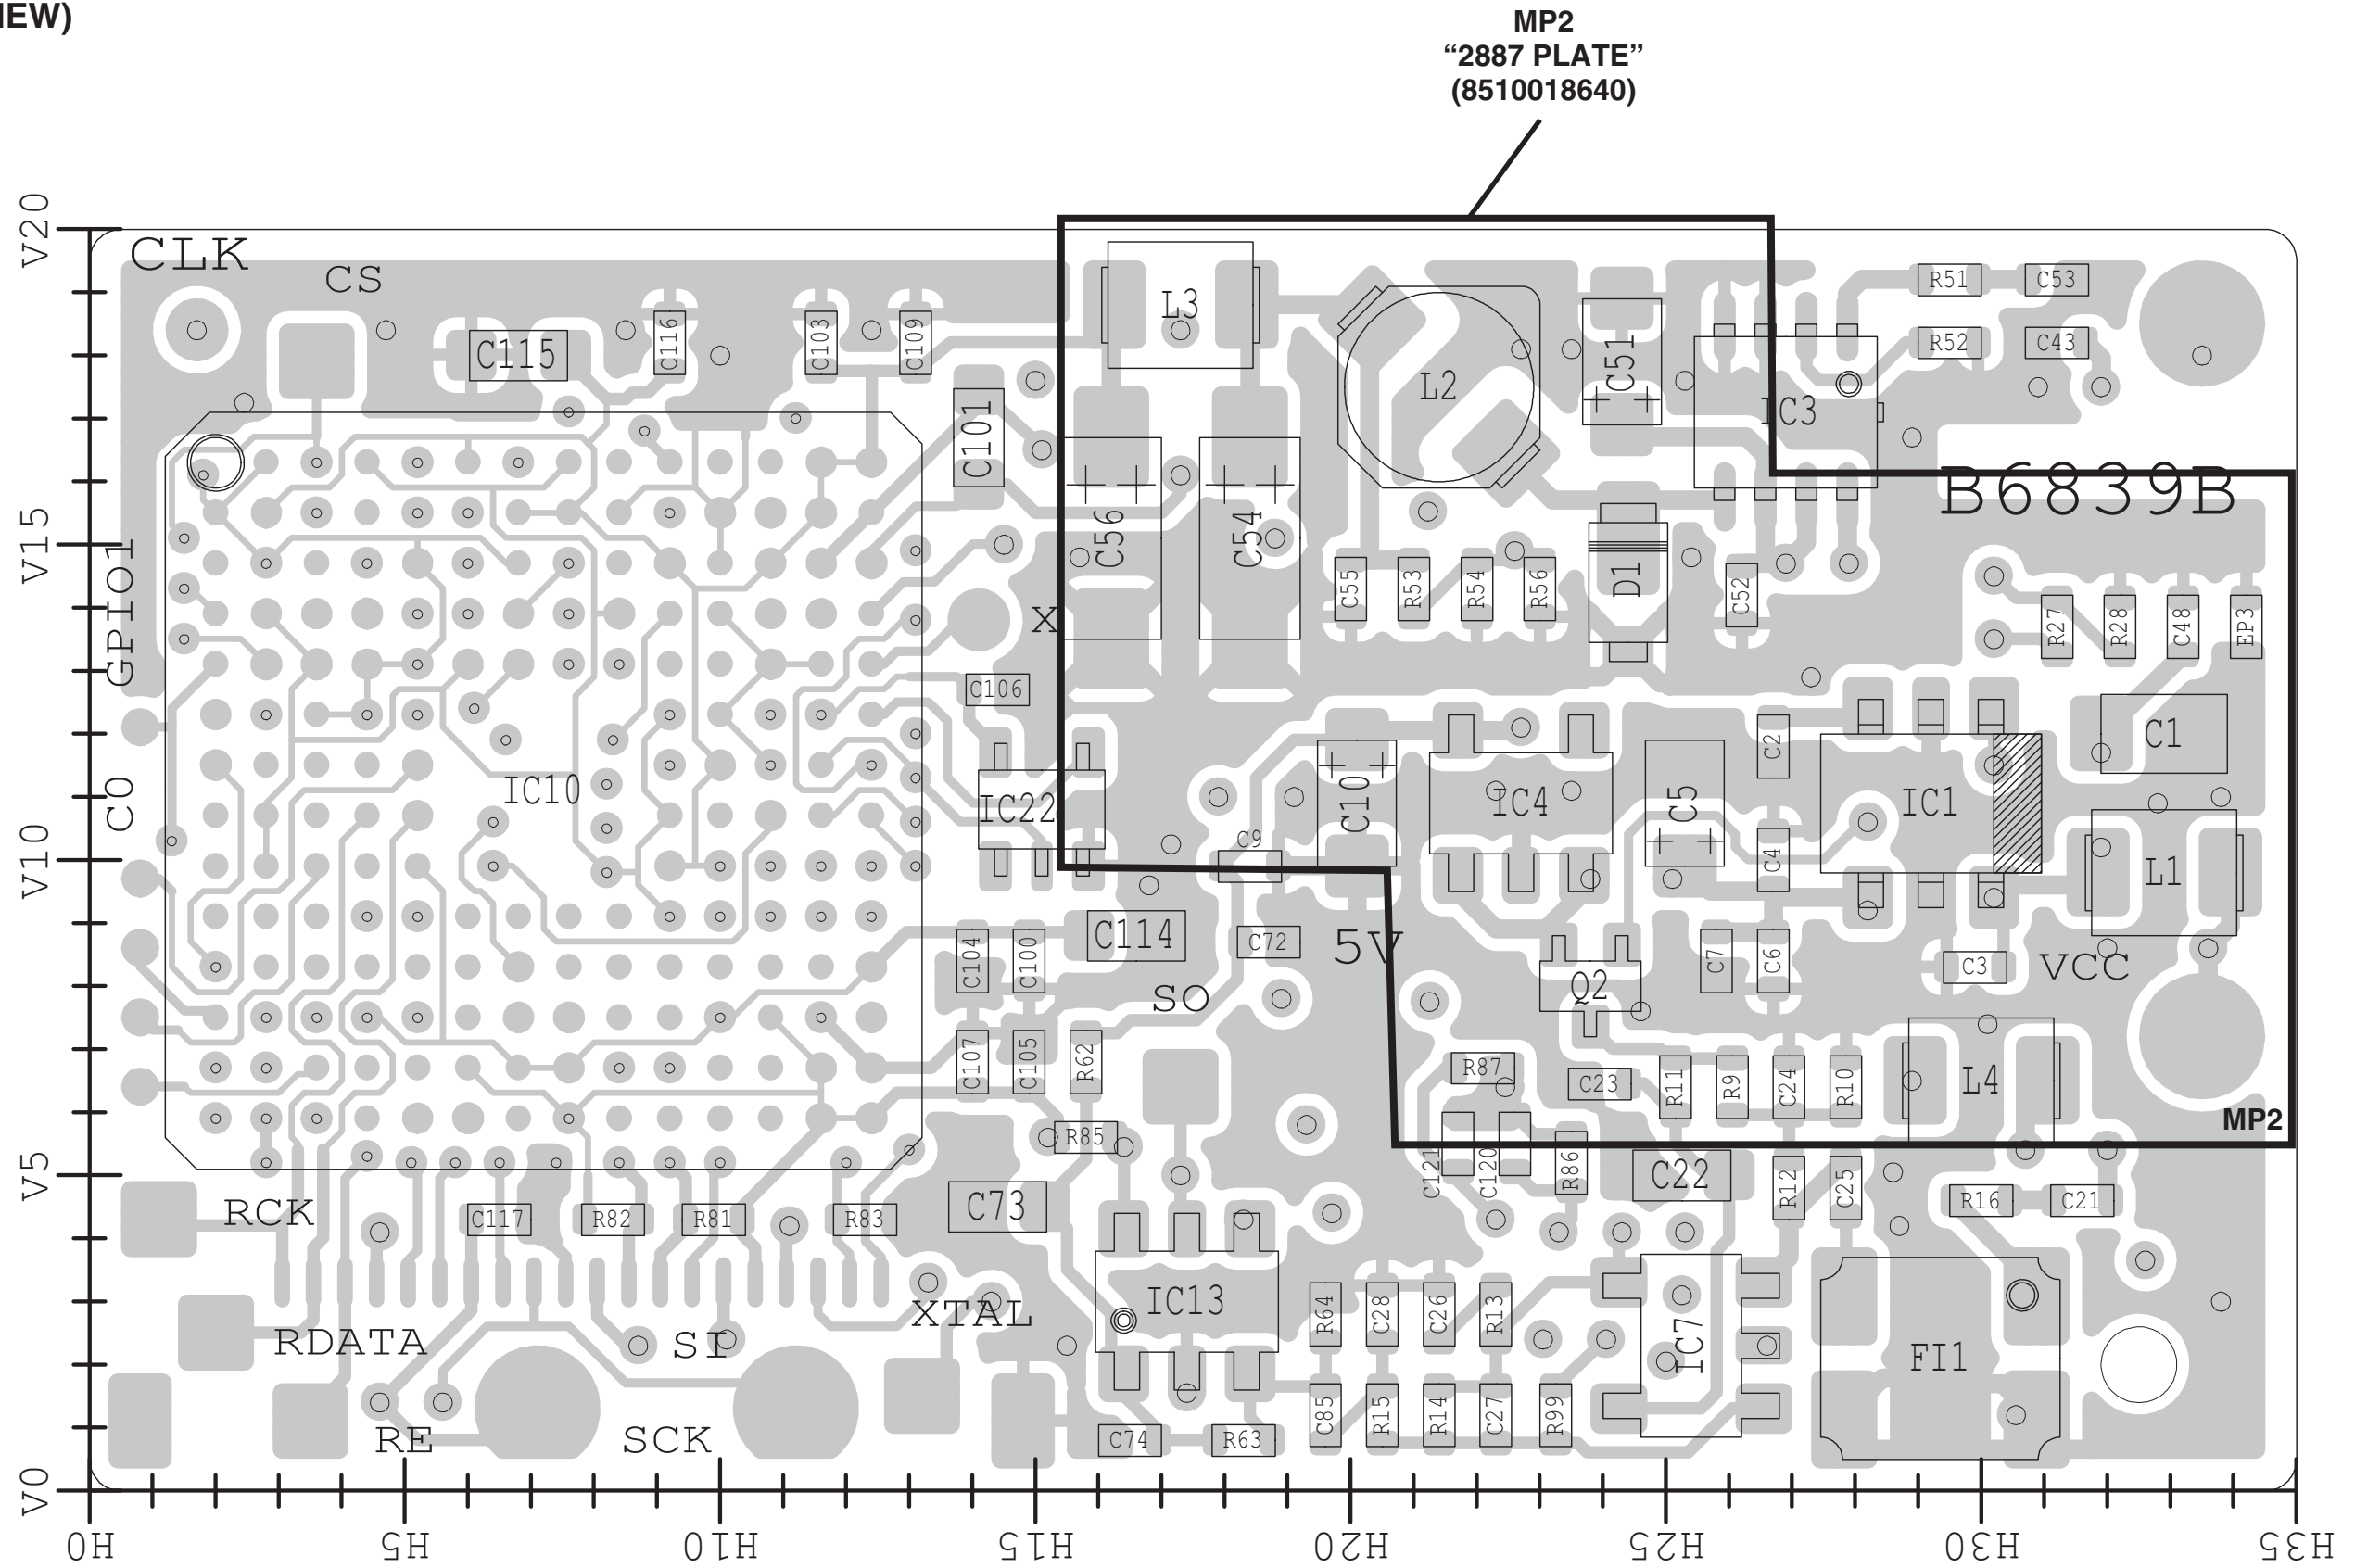 IEW)
MP2
“2887 PLATE”
(8510018640)
V20
V15
V10
V5
V0
H0
H5
H10
H15
H20
H25
H30
H35
CLK
CS
L3
R51
C53
R52
C43
C115
C116
C103
C109
L2
C51
IC3
C101
B6839B
GPIO1
C56
C54
C55
R53
R54
R56
D1
C52
R27
R28
C48
EP3
X
C106
C0
IC10
IC22
C9
C10
IC4
C5
C2
C4
IC1
C1
L1
C104
C100
C114
C72
5V
Q2
C7
C6
C3
VCC
SO
C107
C105
R62
R87
C23
R11
R9
C24
R10
L4
MP2
R85
C121
C120
R86
C22
R12
C25
R16
C21
RCK
C117
R82
R81
R83
C73
IC13
XTAL
R64
C28
C26
R13
IC7
FI1
RDATA
SI
RE
SCK
C74
R63
C85
R15
R14
C27
R99